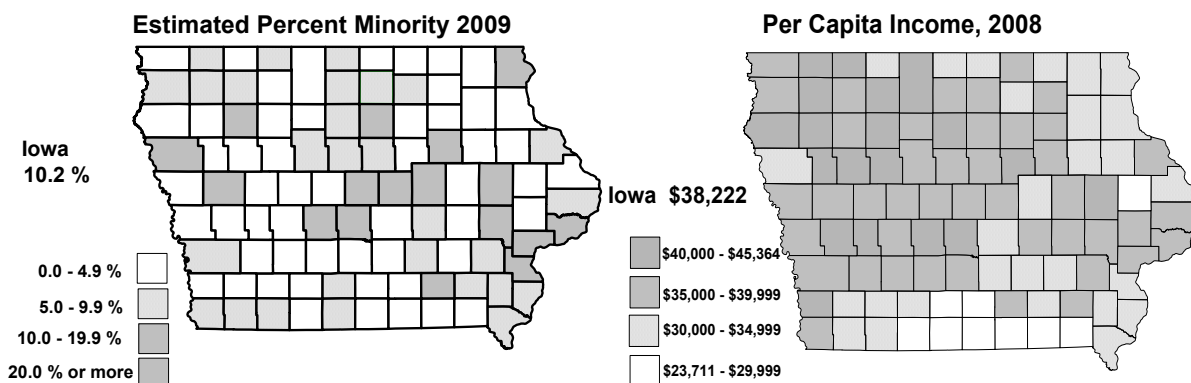 Estimated Percent Minority 2009
Iowa
10.2 %
0.0 - 4.9 %
5.0 - 9.9 %
10.0 - 19.9 %
20.0 % or more
Per Capita Income, 2008
Iowa $38,222
$40,000 - $45,364
$35,000 - $39,999
$30,000 - $34,999
$23,711 - $29,999